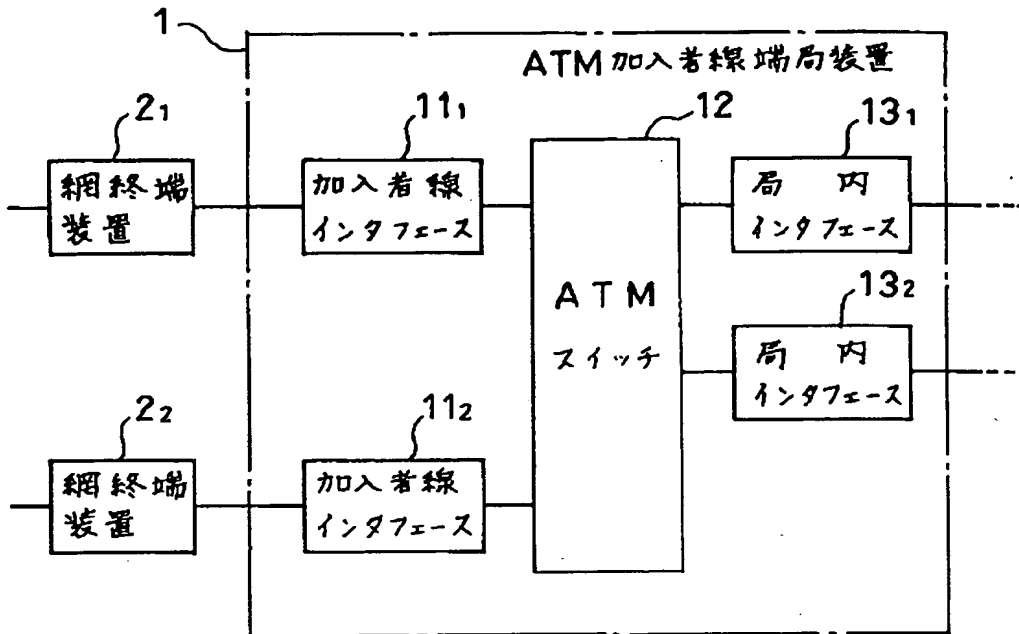 1
ATM加入者線端局装置
2₁
11₁
12
13₁
網終端
装置
加入者線
インタフェース
局内
インタフェース
ATM
スイッチ
13₂
局内
インタフェース
2₂
11₂
網終端
装置
加入者線
インタフェース